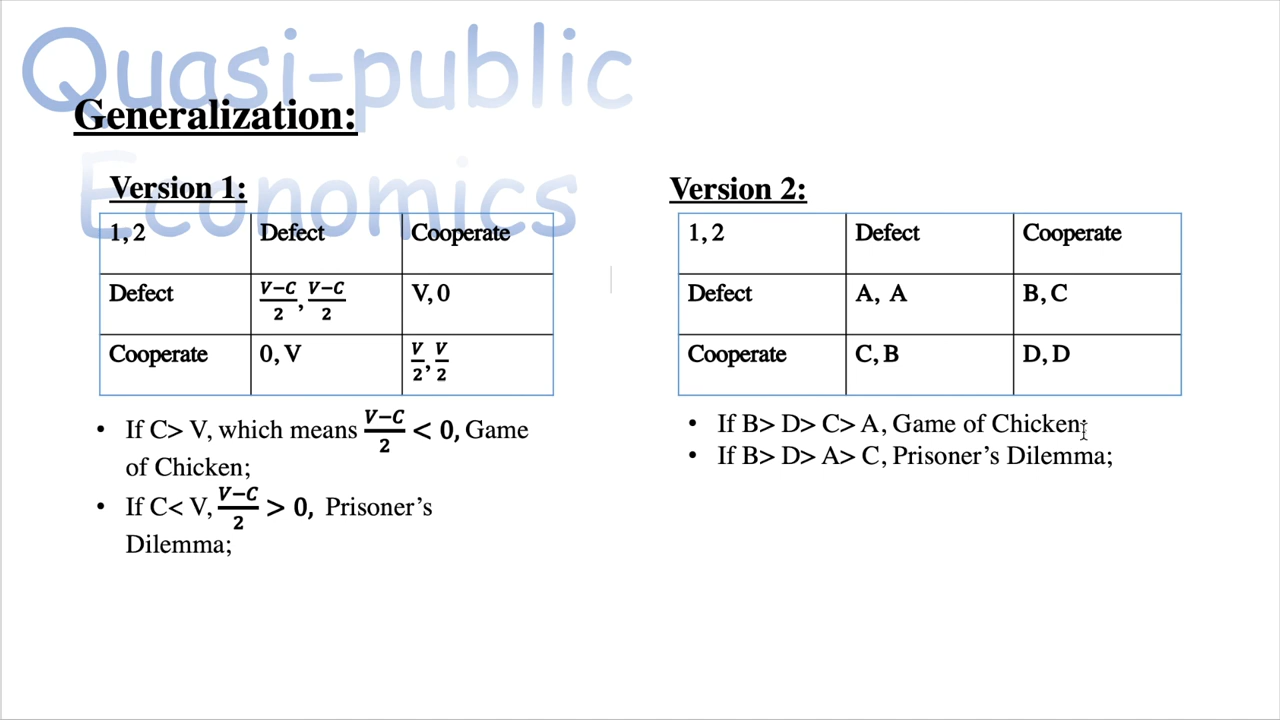 Quasi-public
Economics
Generalization:
Version 1:
1, 2 Defect Cooperate
Defect V−C/2, V−C/2 V, 0
Cooperate 0, V V/2, V/2
• If C> V, which means V−C/2 < 0, Game
of Chicken;
• If C< V, V−C/2 > 0, Prisoner’s
Dilemma;
Version 2:
1, 2 Defect Cooperate
Defect A, A B, C
Cooperate C, B D, D
• If B> D> C> A, Game of Chicken;
• If B> D> A> C, Prisoner’s Dilemma;